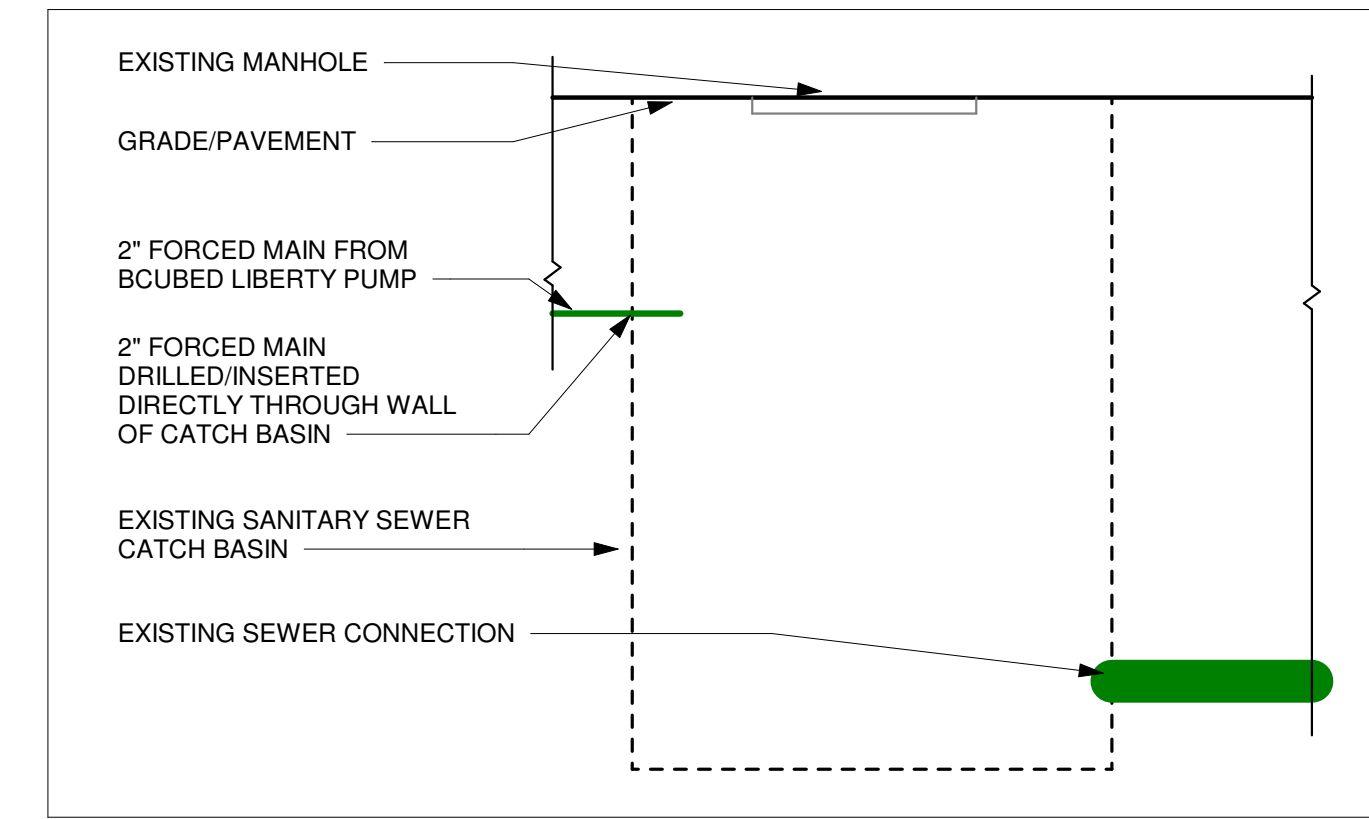 EXISTING MANHOLE
GRADE/PAVEMENT
2" FORCED MAIN FROM
BCUBED LIBERTY PUMP
2" FORCED MAIN
DRILLED/INSERTED
DIRECTLY THROUGH WALL
OF CATCH BASIN
EXISTING SANITARY SEWER
CATCH BASIN
EXISTING SEWER CONNECTION